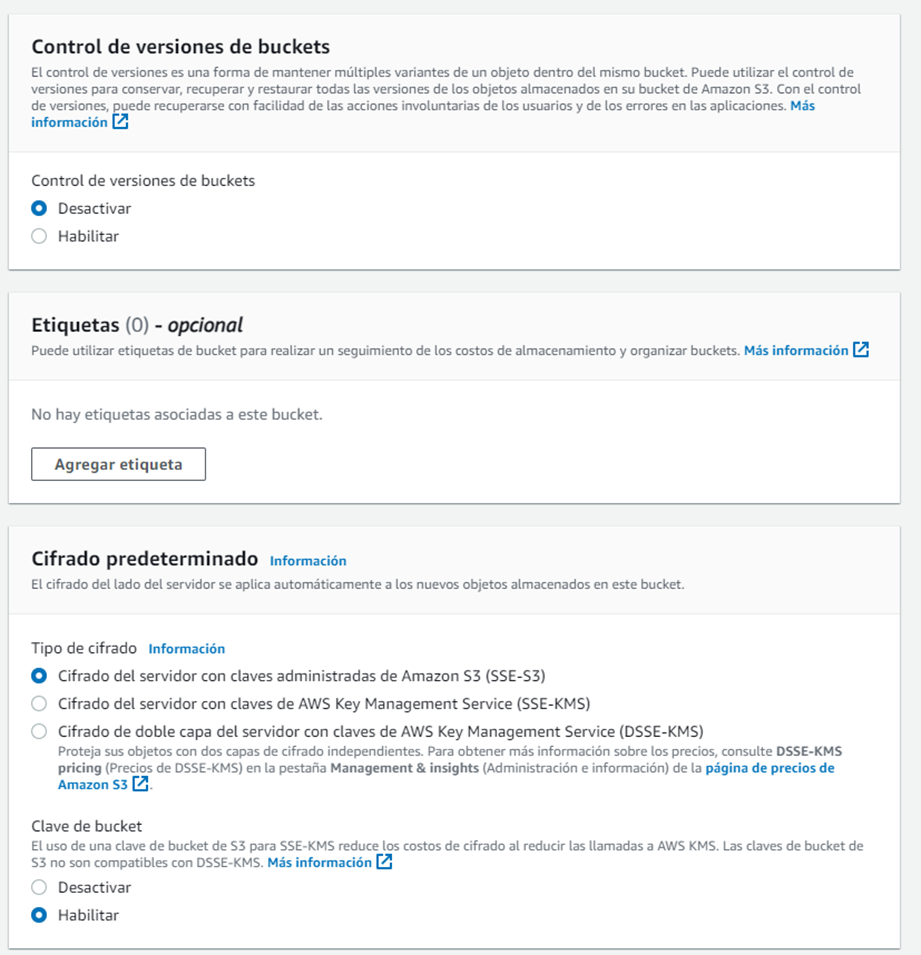 Control de versiones de buckets
El control de versiones es una forma de mantener múltiples variantes de un objeto dentro del mismo bucket. Puede utilizar el control de
versiones para conservar, recuperar y restaurar todas las versiones de los objetos almacenados en su bucket de Amazon S3. Con el control
de versiones, puede recuperarse con facilidad de las acciones involuntarias de los usuarios y de los errores en las aplicaciones. Más
información
Control de versiones de buckets
Desactivar
Habilitar
Etiquetas (0) - opcional
Puede utilizar etiquetas de bucket para realizar un seguimiento de los costos de almacenamiento y organizar buckets. Más información
No hay etiquetas asociadas a este bucket.
Agregar etiqueta
Cifrado predeterminado Información
El cifrado del lado del servidor se aplica automáticamente a los nuevos objetos almacenados en este bucket.
Tipo de cifrado Información
Cifrado del servidor con claves administradas de Amazon S3 (SSE-S3)
Cifrado del servidor con claves de AWS Key Management Service (SSE-KMS)
Cifrado de doble capa del servidor con claves de AWS Key Management Service (DSSE-KMS)
Proteja sus objetos con dos capas de cifrado independientes. Para obtener más información sobre los precios, consulte DSSE-KMS
pricing (Precios de DSSE-KMS) en la pestaña Management & insights (Administración e información) de la página de precios de
Amazon S3.
Clave de bucket
El uso de una clave de bucket de S3 para SSE-KMS reduce los costos de cifrado al reducir las llamadas a AWS KMS. Las claves de bucket de
S3 no son compatibles con DSSE-KMS. Más información
Desactivar
Habilitar